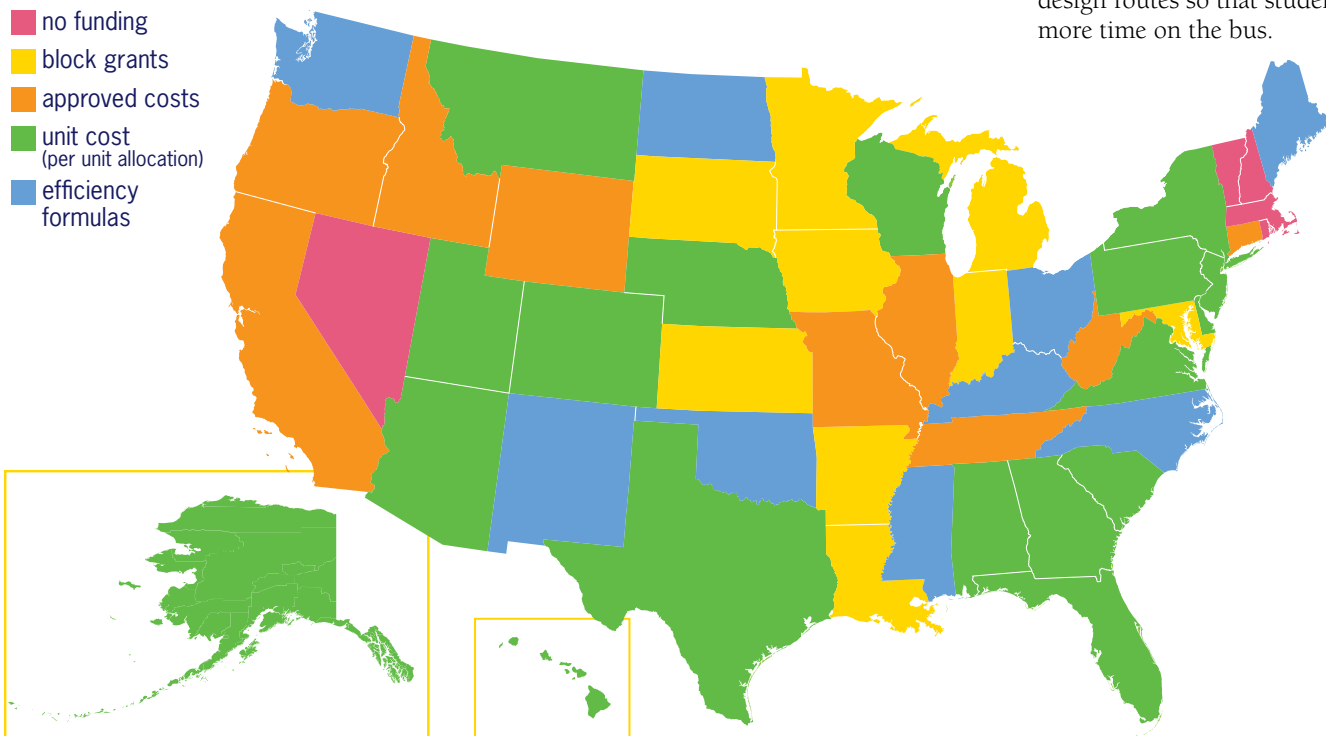 no funding
block grants
approved costs
unit cost
(per unit allocation)
efficiency
formulas
more time on the bus.